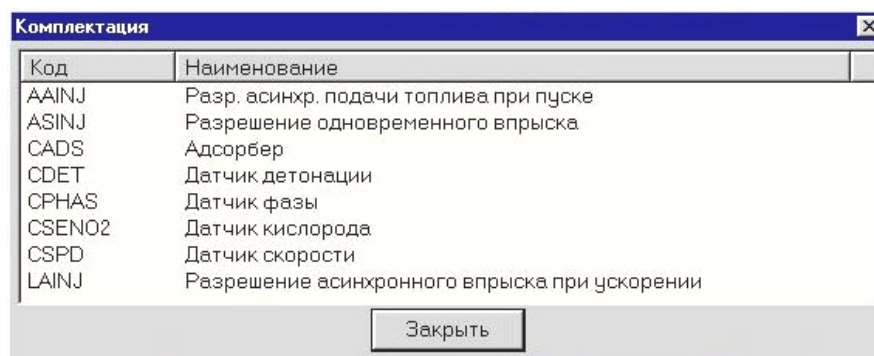 Комплектация
Код Наименование
AAINJ Разр. асинхр. подачи топлива при пуске
ASINJ Разрешение одновременного впрыска
CADS Адсорбер
CDET Датчик детонации
CPHAS Датчик фазы
CSENO2 Датчик кислорода
CSPD Датчик скорости
LAINJ Разрешение асинхронного впрыска при ускорении
Закрыть